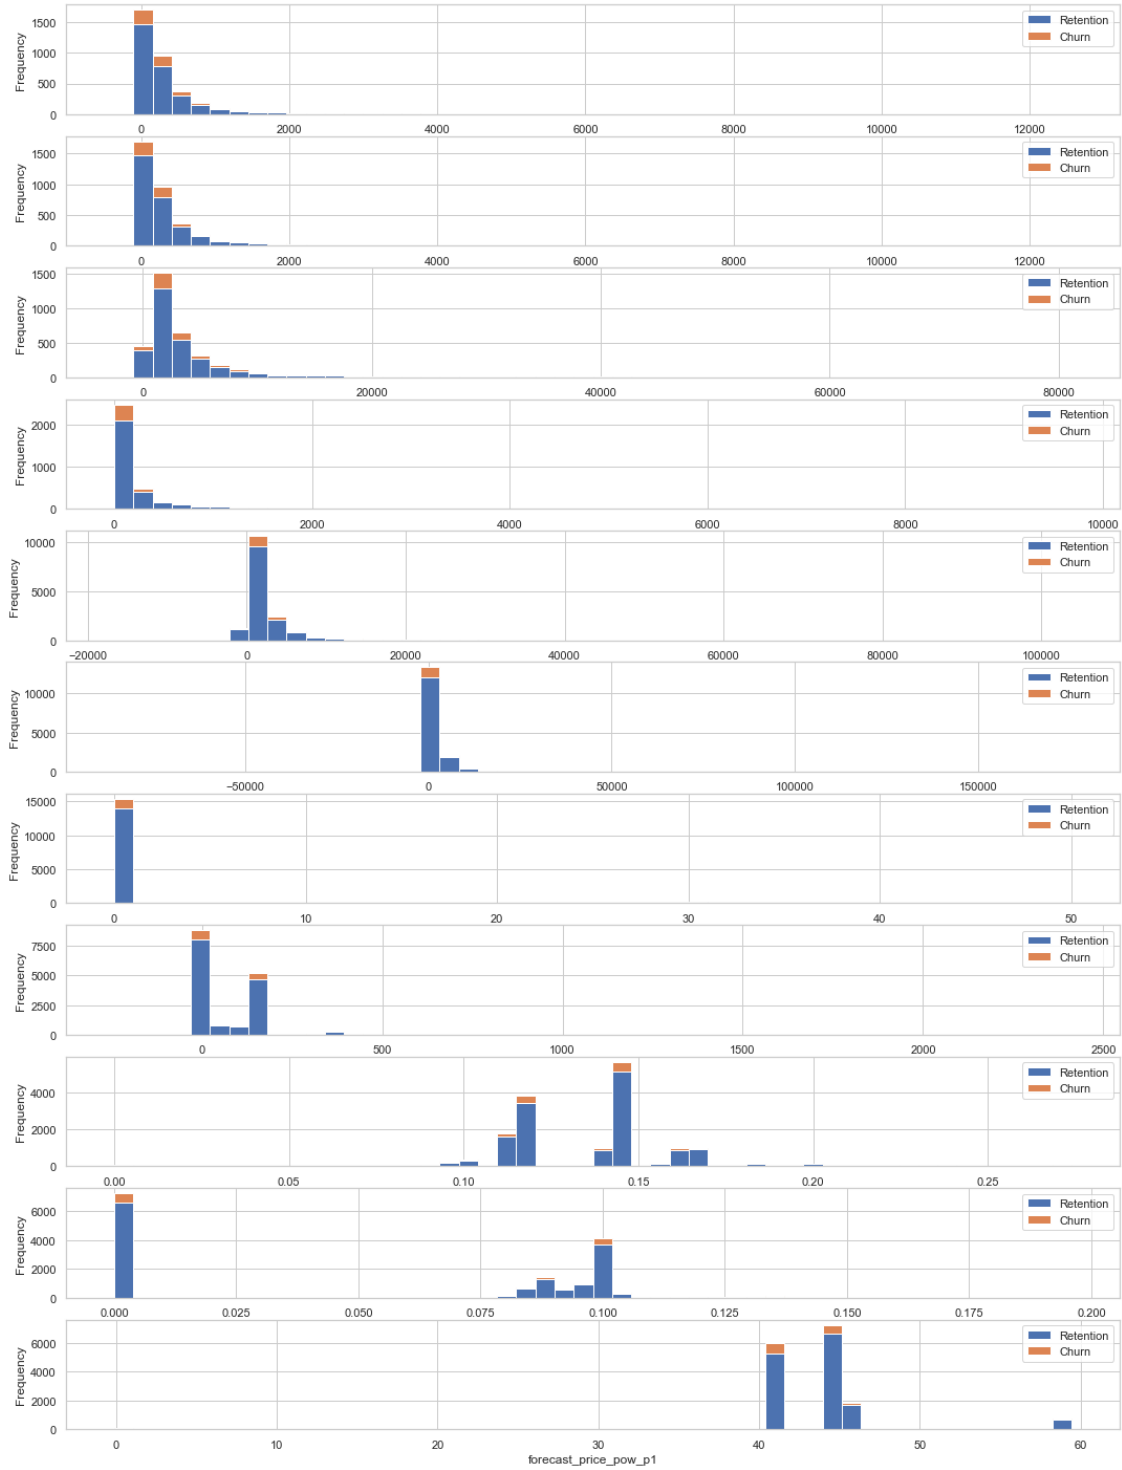 1500
1000
500
0
Frequency
Retention
Churn
0 2000 4000 6000 8000 10000 12000
1500
1000
500
0
Frequency
Retention
Churn
0 2000 4000 6000 8000 10000 12000
1500
1000
500
0
Frequency
Retention
Churn
0 20000 40000 60000 80000
2000
1000
0
Frequency
Retention
Churn
0 2000 4000 6000 8000 10000
10000
5000
0
Frequency
Retention
Churn
−20000 0 20000 40000 60000 80000 100000
10000
5000
0
Frequency
Retention
Churn
−50000 0 50000 100000 150000
15000
10000
5000
0
Frequency
Retention
Churn
0 10 20 30 40 50
7500
5000
2500
0
Frequency
Retention
Churn
0 500 1000 1500 2000 2500
4000
2000
0
Frequency
Retention
Churn
0.00 0.05 0.10 0.15 0.20 0.25
6000
4000
2000
0
Frequency
Retention
Churn
0.000 0.025 0.050 0.075 0.100 0.125 0.150 0.175 0.200
6000
4000
2000
0
Frequency
Retention
Churn
0 10 20 30 40 50 60
forecast_price_pow_p1